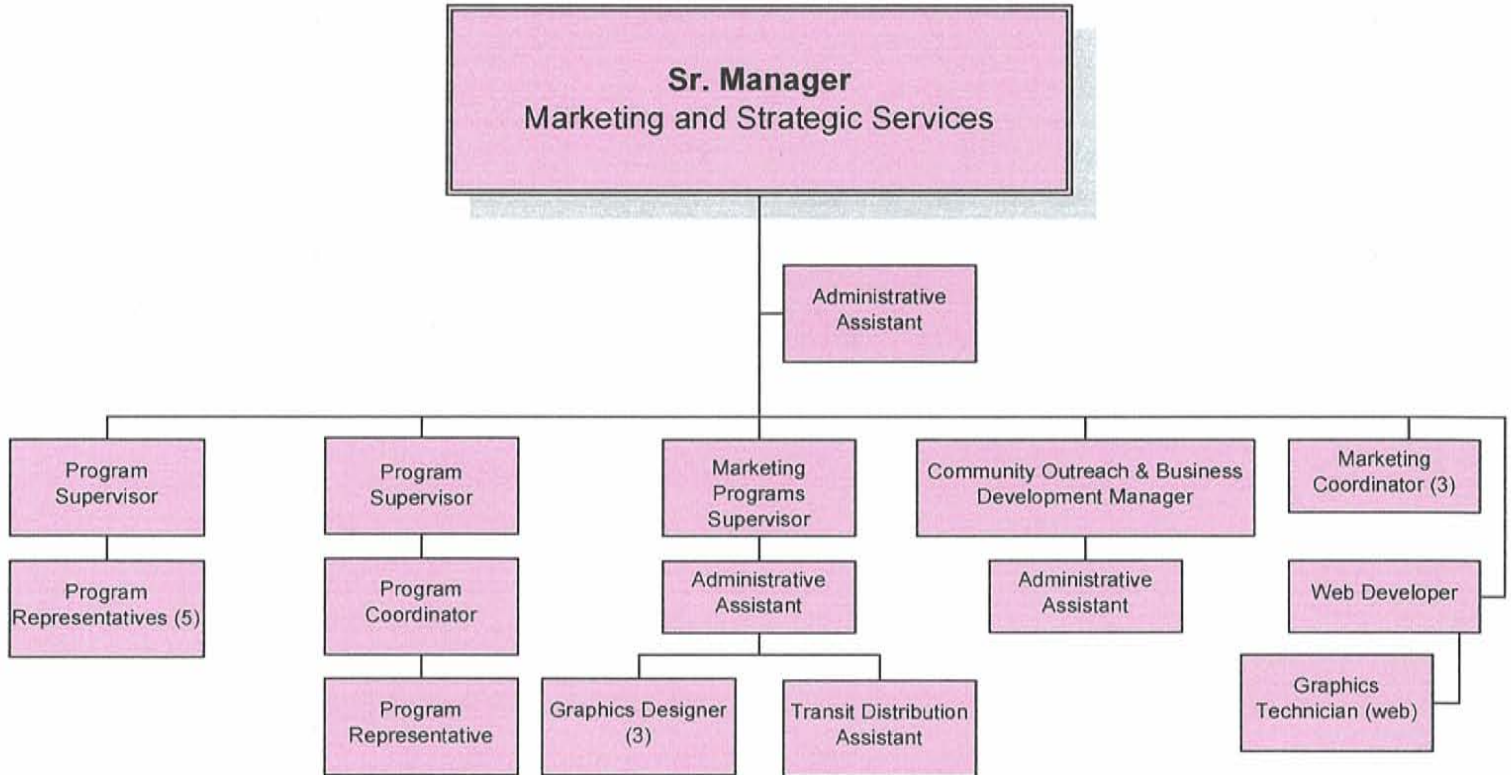 Sr. Manager
Marketing and Strategic Services
Administrative
Assistant
Program
Supervisor
Program
Supervisor
Marketing
Programs
Supervisor
Community Outreach & Business
Development Manager
Marketing
Coordinator (3)
Program
Representatives (5)
Program
Coordinator
Administrative
Assistant
Administrative
Assistant
Web Developer
Program
Representative
Graphics Designer
(3)
Transit Distribution
Assistant
Graphics
Technician (web)